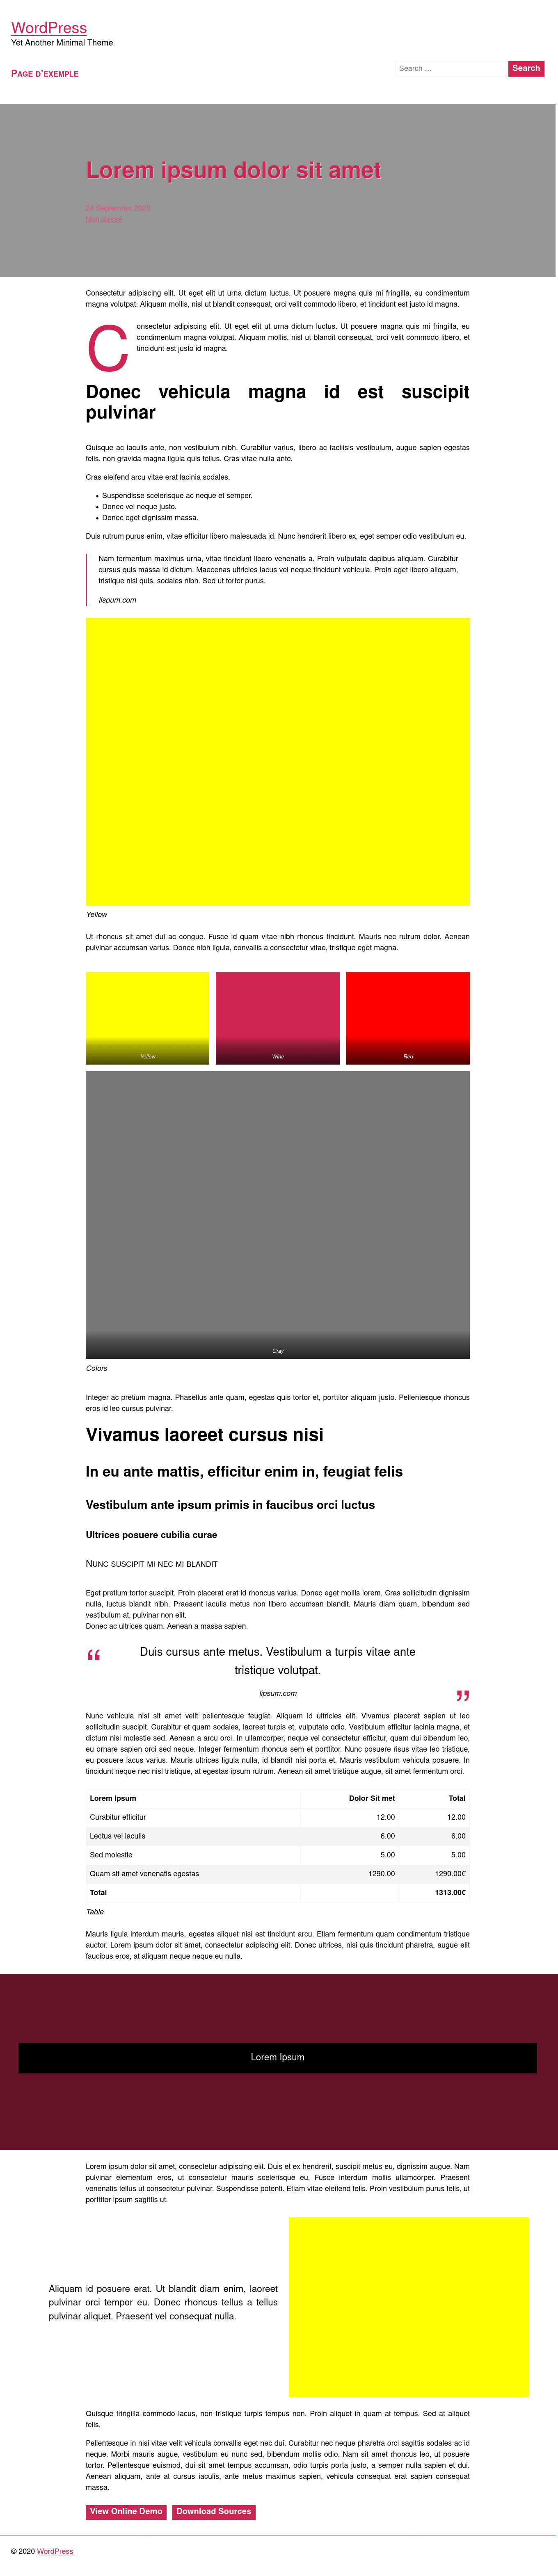 WordPress
Yet Another Minimal Theme
Page d'exemple
Search …
Search
Lorem ipsum dolor sit amet
24 September 2020
Non classé
Consectetur adipiscing elit. Ut eget elit ut urna dictum luctus. Ut posuere magna quis mi fringilla, eu condimentum
magna volutpat. Aliquam mollis, nisl ut blandit consequat, orci velit commodo libero, et tincidunt est justo id magna.
Consectetur adipiscing elit. Ut eget elit ut urna dictum luctus. Ut posuere magna quis mi fringilla, eu
condimentum magna volutpat. Aliquam mollis, nisl ut blandit consequat, orci velit commodo libero, et
tincidunt est justo id magna.
Donec vehicula magna id est suscipit
pulvinar
Quisque ac iaculis ante, non vestibulum nibh. Curabitur varius, libero ac facilisis vestibulum, augue sapien egestas
felis, non gravida magna ligula quis tellus. Cras vitae nulla ante.
Cras eleifend arcu vitae erat lacinia sodales.
• Suspendisse scelerisque ac neque et semper.
• Donec vel neque justo.
• Donec eget dignissim massa.
Duis rutrum purus enim, vitae efficitur libero malesuada id. Nunc hendrerit libero ex, eget semper odio vestibulum eu.
Nam fermentum maximus urna, vitae tincidunt libero venenatis a. Proin vulputate dapibus aliquam. Curabitur
cursus quis massa id dictum. Maecenas ultricies lacus vel neque tincidunt vehicula. Proin eget libero aliquam,
tristique nisi quis, sodales nibh. Sed ut tortor purus.
lispum.com
Yellow
Ut rhoncus sit amet dui ac congue. Fusce id quam vitae nibh rhoncus tincidunt. Mauris nec rutrum dolor. Aenean
pulvinar accumsan varius. Donec nibh ligula, convallis a consectetur vitae, tristique eget magna.
Yellow
Wine
Red
Gray
Colors
Integer ac pretium magna. Phasellus ante quam, egestas quis tortor et, porttitor aliquam justo. Pellentesque rhoncus
eros id leo cursus pulvinar.
Vivamus laoreet cursus nisi
In eu ante mattis, efficitur enim in, feugiat felis
Vestibulum ante ipsum primis in faucibus orci luctus
Ultrices posuere cubilia curae
Nunc suscipit mi nec mi blandit
Eget pretium tortor suscipit. Proin placerat erat id rhoncus varius. Donec eget mollis lorem. Cras sollicitudin dignissim
nulla, luctus blandit nibh. Praesent iaculis metus non libero accumsan blandit. Mauris diam quam, bibendum sed
vestibulum at, pulvinar non elit.
Donec ac ultrices quam. Aenean a massa sapien.
“ Duis cursus ante metus. Vestibulum a turpis vitae ante
tristique volutpat.
lipsum.com ”
Nunc vehicula nisl sit amet velit pellentesque feugiat. Aliquam id ultricies elit. Vivamus placerat sapien ut leo
sollicitudin suscipit. Curabitur et quam sodales, laoreet turpis et, vulputate odio. Vestibulum efficitur lacinia magna, et
dictum nisi molestie sed. Aenean a arcu orci. In ullamcorper, neque vel consectetur efficitur, quam dui bibendum leo,
eu ornare sapien orci sed neque. Integer fermentum rhoncus sem et porttitor. Nunc posuere risus vitae leo tristique,
eu posuere lacus varius. Mauris ultrices ligula nulla, id blandit nisi porta et. Mauris vestibulum vehicula posuere. In
tincidunt neque nec nisl tristique, at egestas ipsum rutrum. Aenean sit amet tristique augue, sit amet fermentum orci.
Lorem Ipsum Dolor Sit met Total
Curabitur efficitur 12.00 12.00
Lectus vel iaculis 6.00 6.00
Sed molestie 5.00 5.00
Quam sit amet venenatis egestas 1290.00 1290.00€
Total 1313.00€
Table
Mauris ligula interdum mauris, egestas aliquet nisi est tincidunt arcu. Etiam fermentum quam condimentum tristique
auctor. Lorem ipsum dolor sit amet, consectetur adipiscing elit. Donec ultrices, nisi quis tincidunt pharetra, augue elit
faucibus eros, at aliquam neque neque eu nulla.
Lorem Ipsum
Lorem ipsum dolor sit amet, consectetur adipiscing elit. Duis et ex hendrerit, suscipit metus eu, dignissim augue. Nam
pulvinar elementum eros, ut consectetur mauris scelerisque eu. Fusce interdum mollis ullamcorper. Praesent
venenatis tellus ut consectetur pulvinar. Suspendisse potenti. Etiam vitae eleifend felis. Proin vestibulum purus felis, ut
porttitor ipsum sagittis ut.
Aliquam id posuere erat. Ut blandit diam enim, laoreet
pulvinar orci tempor eu. Donec rhoncus tellus a tellus
pulvinar aliquet. Praesent vel consequat nulla.
Quisque fringilla commodo lacus, non tristique turpis tempus non. Proin aliquet in quam at tempus. Sed at aliquet
felis.
Pellentesque in nisi vitae velit vehicula convallis eget nec dui. Curabitur nec neque pharetra orci sagittis sodales ac id
neque. Morbi mauris augue, vestibulum eu nunc sed, bibendum mollis odio. Nam sit amet rhoncus leo, ut posuere
tortor. Pellentesque euismod, dui sit amet tempus accumsan, odio turpis porta justo, a semper nulla sapien et dui.
Aenean aliquam, ante at cursus iaculis, ante metus maximus sapien, vehicula consequat erat sapien consequat
massa.
View Online Demo
Download Sources
© 2020 WordPress